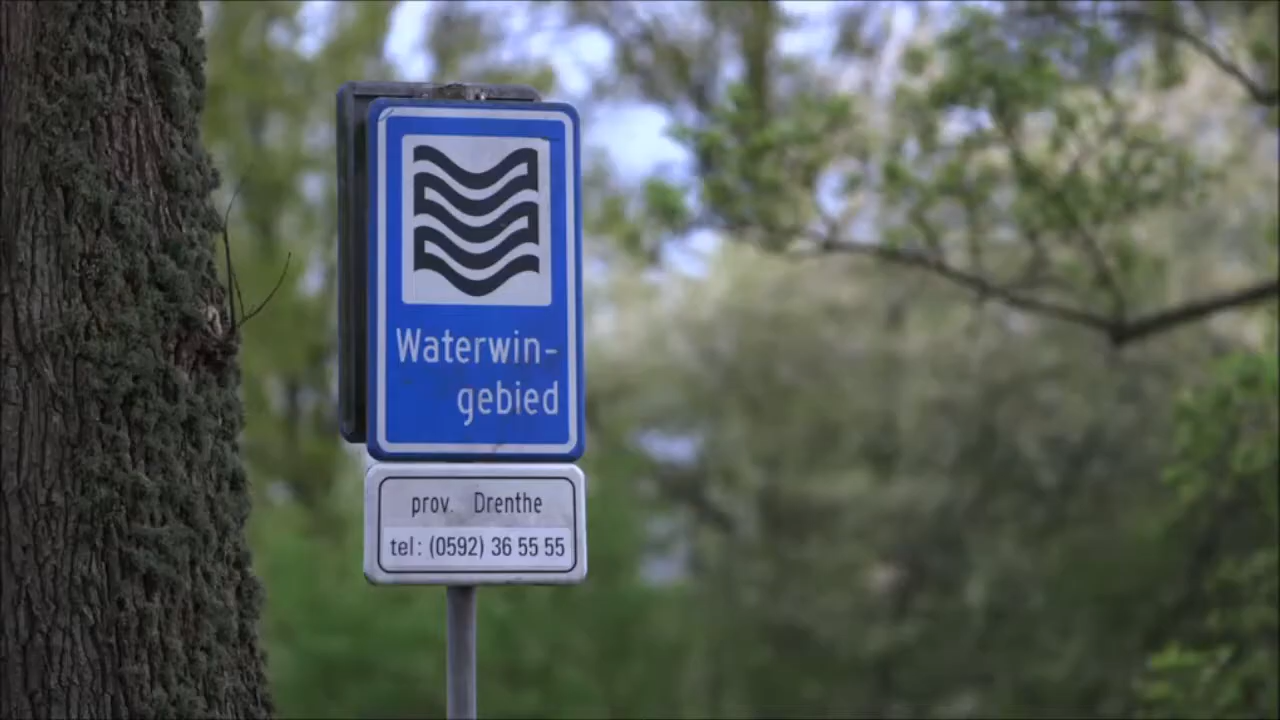 Waterwin-
gebied
prov. Drenthe
tel: (0592) 36 55 55